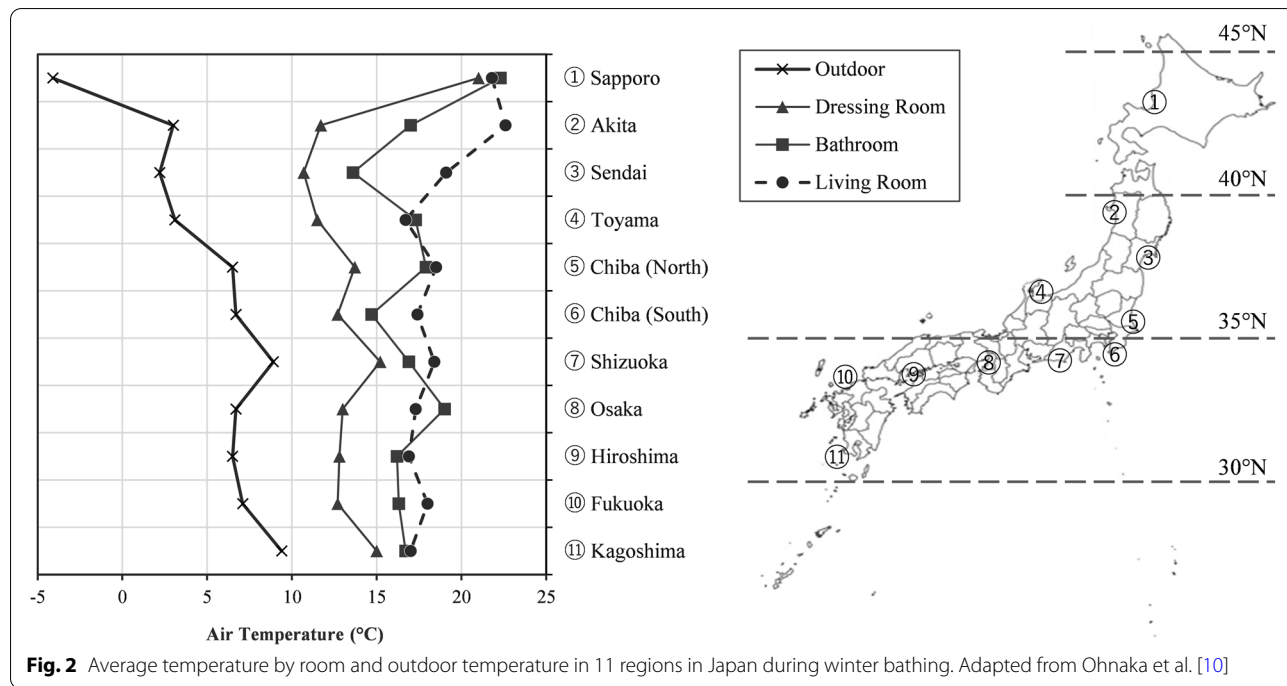 ① Sapporo
② Akita
③ Sendai
④ Toyama
⑤ Chiba (North)
⑥ Chiba (South)
⑦ Shizuoka
⑧ Osaka
⑨ Hiroshima
⑩ Fukuoka
⑪ Kagoshima
-5 0 5 10 15 20 25
Air Temperature (°C)
Outdoor
Dressing Room
Bathroom
Living Room
45°N
①
40°N
②
③
④
⑤
35°N
⑥
⑦
⑧
⑨
⑩
⑪
30°N
Fig. 2 Average temperature by room and outdoor temperature in 11 regions in Japan during winter bathing. Adapted from Ohnaka et al. [10]